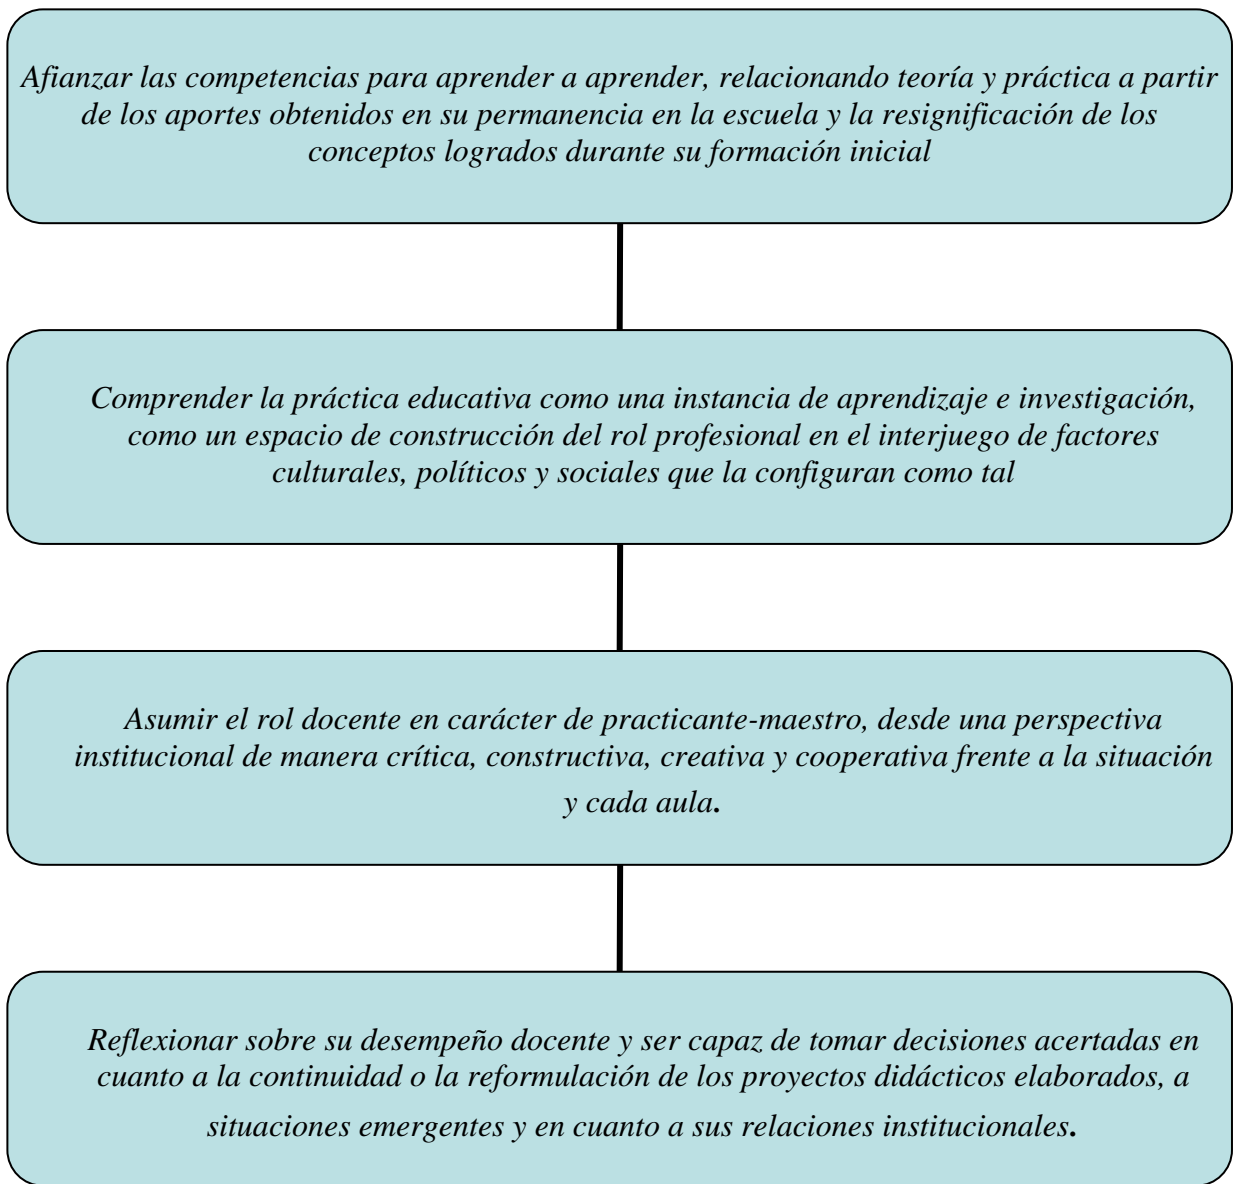 Afianzar las competencias para aprender a aprender, relacionando teoría y práctica a partir
de los aportes obtenidos en su permanencia en la escuela y la resignificación de los
conceptos logrados durante su formación inicial
Comprender la práctica educativa como una instancia de aprendizaje e investigación,
como un espacio de construcción del rol profesional en el interjuego de factores
culturales, políticos y sociales que la configuran como tal
Asumir el rol docente en carácter de practicante-maestro, desde una perspectiva
institucional de manera crítica, constructiva, creativa y cooperativa frente a la situación
y cada aula.
Reflexionar sobre su desempeño docente y ser capaz de tomar decisiones acertadas en
cuanto a la continuidad o la reformulación de los proyectos didácticos elaborados, a
situaciones emergentes y en cuanto a sus relaciones institucionales.